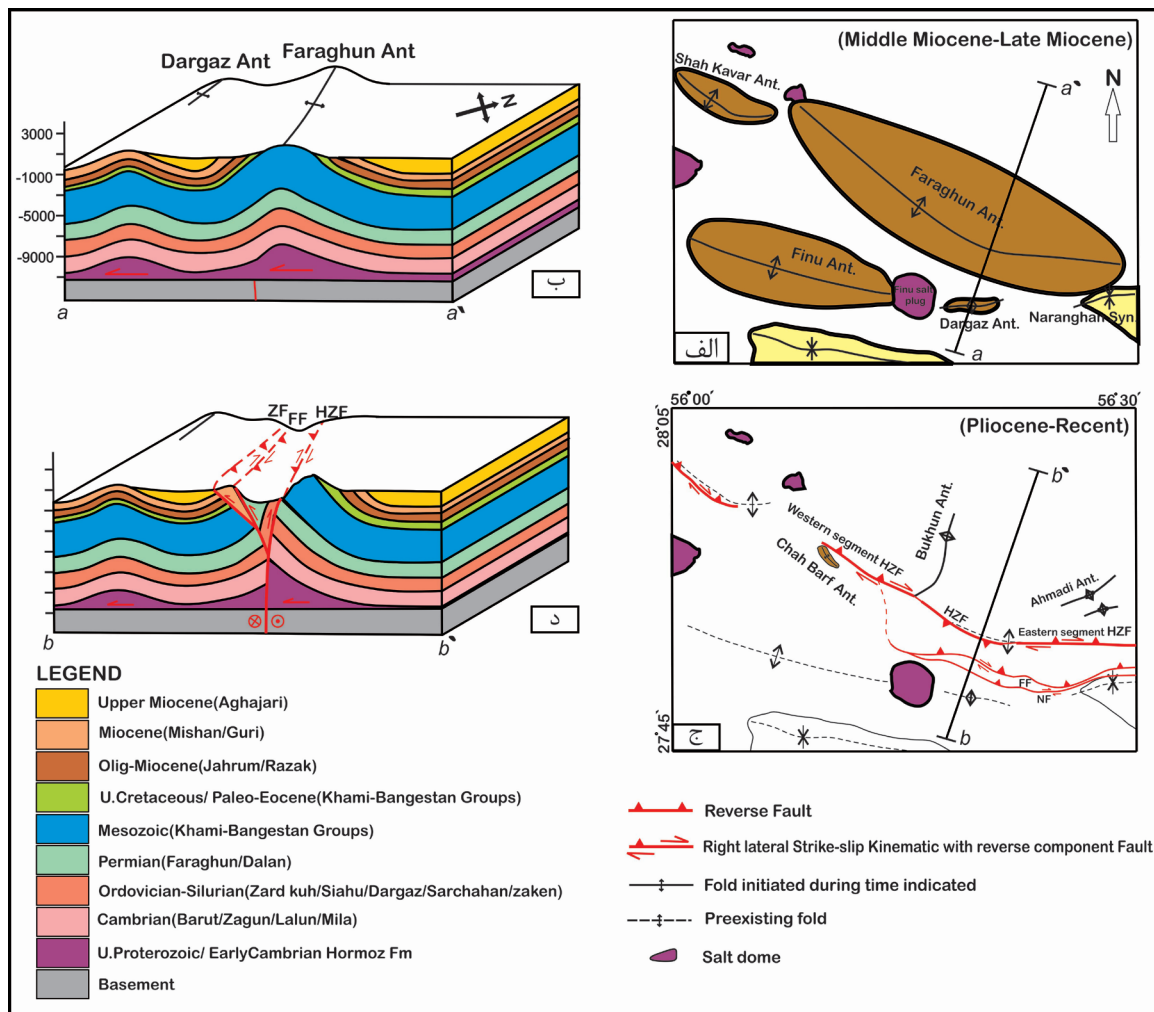 Dargaz Ant
Faraghun Ant
N
3000
-1000
-5000
-9000
a
a`
ب
(Middle Miocene-Late Miocene)
Shah Kavar Ant.
N
a`
Faraghun Ant.
Finu Ant.
Finu salt
plug
Dargaz Ant.
Naranghan Syn.
a
الف
ZF
FF
HZF
b
b`
د
56°00´
56°30´
28°05´
27°45´
(Pliocene-Recent)
b`
Western segment HZF
Bukhun Ant.
Chah Barf Ant.
HZF
Ahmadi Ant.
Eastern segment HZF
FF
NF
b
ج
LEGEND
Upper Miocene(Aghajari)
Miocene(Mishan/Guri)
Olig-Miocene(Jahrum/Razak)
U.Cretaceous/ Paleo-Eocene(Khami-Bangestan Groups)
Mesozoic(Khami-Bangestan Groups)
Permian(Faraghun/Dalan)
Ordovician-Silurian(Zard kuh/Siahu/Dargaz/Sarchahan/zaken)
Cambrian(Barut/Zagun/Lalun/Mila)
U.Proterozoic/ EarlyCambrian Hormoz Fm
Basement
Reverse Fault
Right lateral Strike-slip Kinematic with reverse component Fault
Fold initiated during time indicated
Preexisting fold
Salt dome